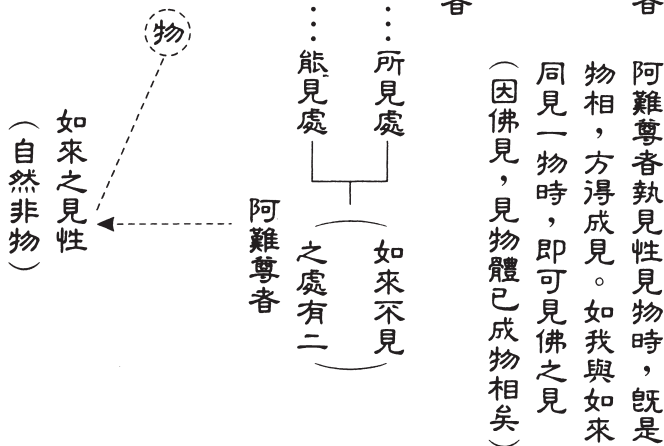 者
阿難尊者執見性見物時，旣是
物相，方得成見。如我與如來
同見一物時，即可見佛之見
（因佛見，見物體已成物相矣）
者
……所見處
……能見處
（如來不見
之處有二）
阿難尊者
物
如來之見性
（自然非物）